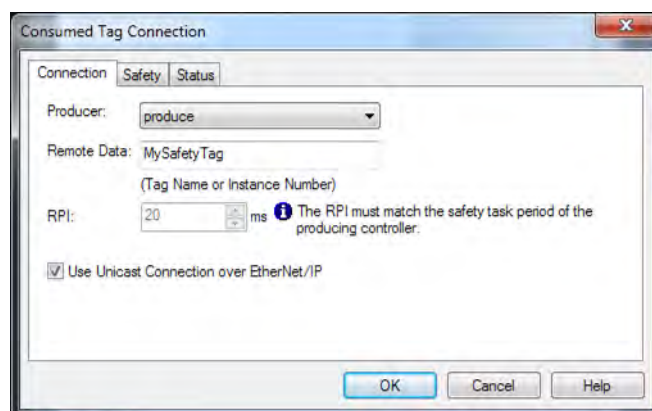 Consumed Tag Connection
Connection Safety Status
Producer: produce
Remote Data: MySafetyTag
(Tag Name or Instance Number)
RPI: 20 ms The RPI must match the safety task period of the
producing controller.
Use Unicast Connection over EtherNet/IP
OK Cancel Help